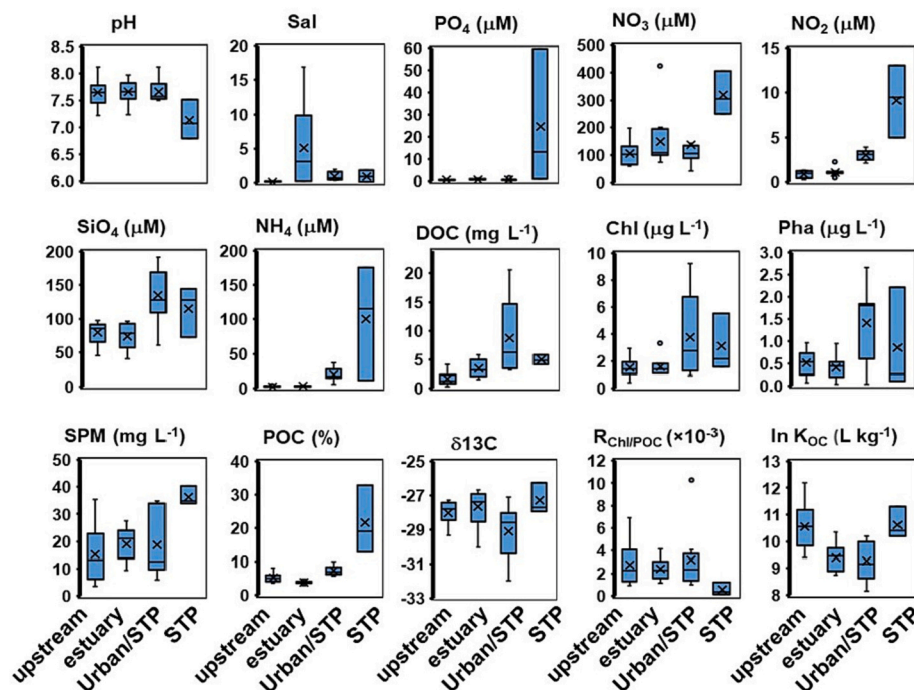 pH Sal PO4 (µM) NO3 (µM) NO2 (µM)
8.5 20 60 500 15
8.0 50 400
7.5 15 40 300 10
7.0 10 30 200
6.5 5 20 100 5
6.0 0 10 0 0
0
SiO4 (µM) NH4 (µM) DOC (mg L-1) Chl (µg L-1) Pha (µg L-1)
200 200 20 10 3.0
150 150 15 8 2.5
100 100 10 6 2.0
50 50 5 4 1.5
0 0 0 2 1.0
0 0.5
0.0
SPM (mg L-1) POC (%) δ13C RChl/POC (×10-3) In KOC (L kg-1)
50 40 -25 12 13
40 30 -27 10 12
30 20 -29 8 11
20 10 -31 6 10
10 0 -33 4 9
0 2 8
0
upstream estuary Urban/STP STP upstream estuary Urban/STP STP upstream estuary Urban/STP STP upstream estuary Urban/STP STP upstream estuary Urban/STP STP